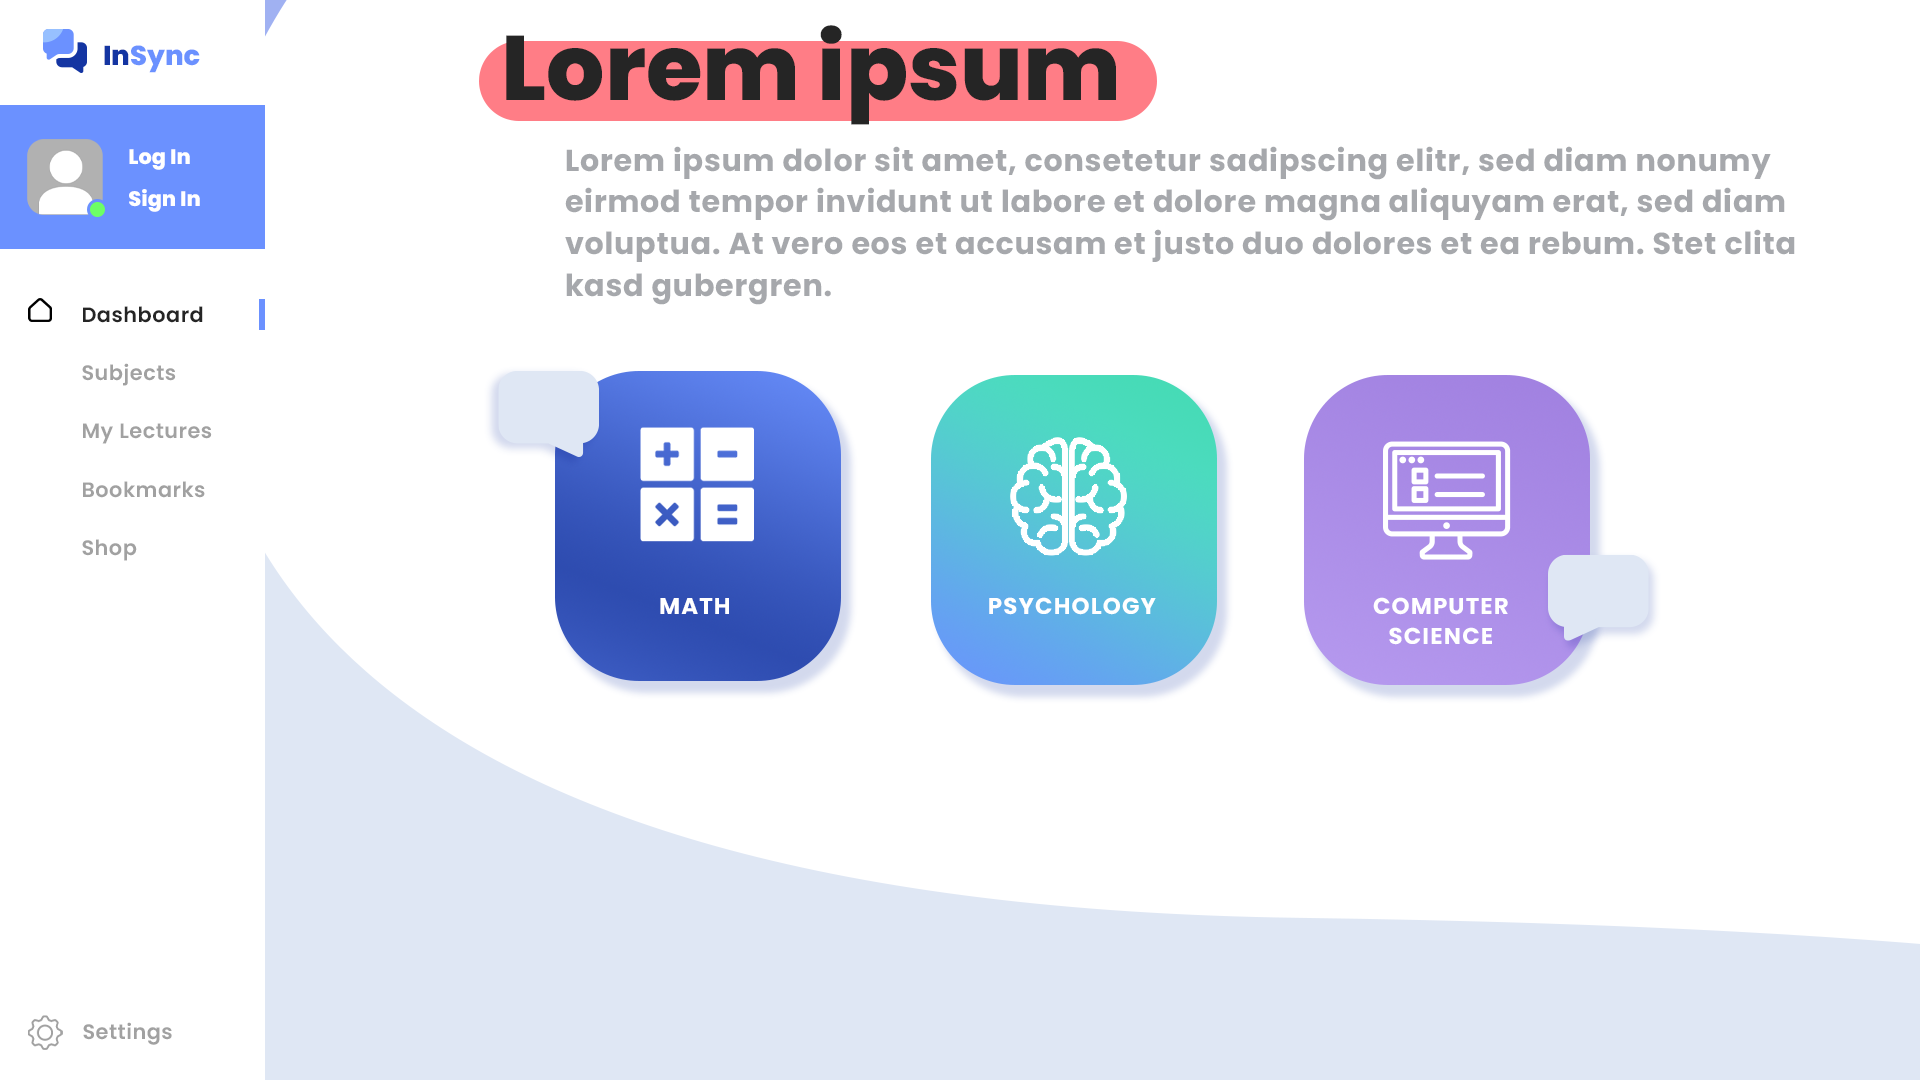 InSync
Log In
Sign In
Dashboard
Subjects
My Lectures
Bookmarks
Shop
Settings
Lorem ipsum
Lorem ipsum dolor sit amet, consetetur sadipscing elitr, sed diam nonumy
eirmod tempor invidunt ut labore et dolore magna aliquyam erat, sed diam
voluptua. At vero eos et accusam et justo duo dolores et ea rebum. Stet clita
kasd gubergren.
MATH
PSYCHOLOGY
COMPUTER
SCIENCE